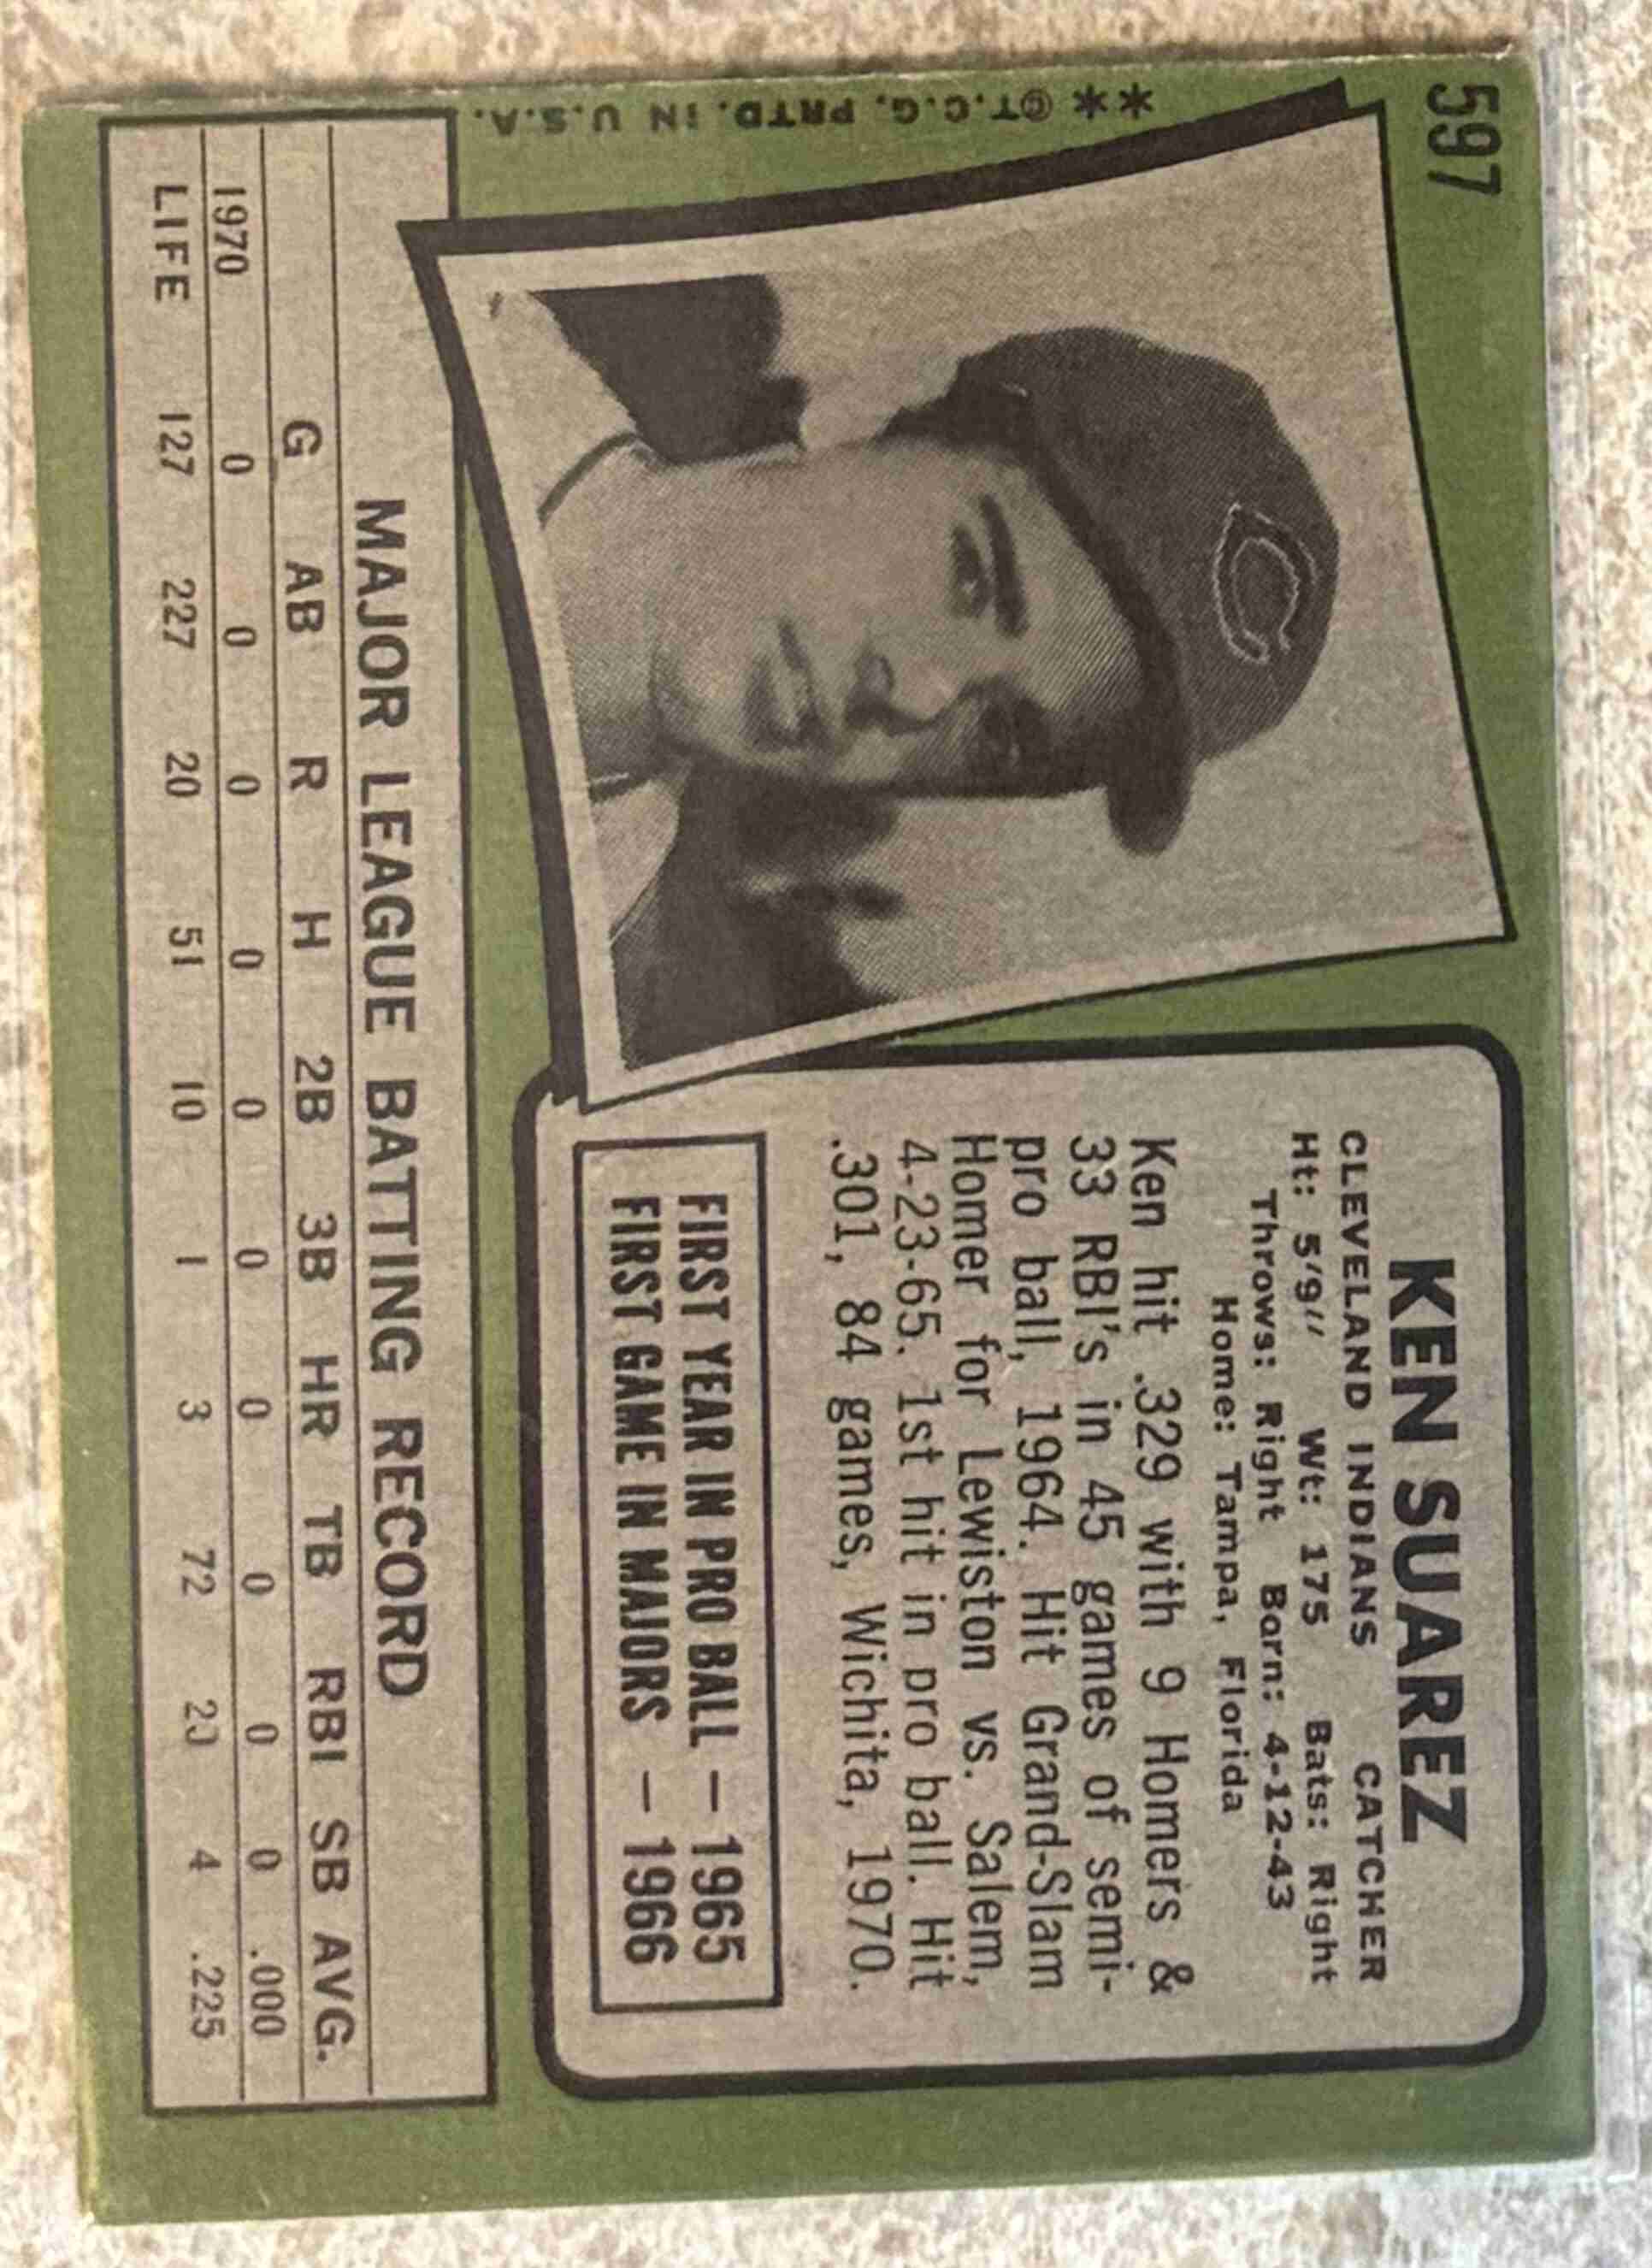 597
KEN SUAREZ
CLEVELAND INDIANS CATCHER
Ht: 5'9" Wt: 175 Bats: Right
Throws: Right Born: 4-12-43
Home: Tampa, Florida
Ken hit .329 with 9 Homers &
33 RBI's in 45 games of semi-
pro ball, 1964. Hit Grand-Slam
Homer for Lewiston vs. Salem,
4-23-65. 1st hit in pro ball. Hit
.301, 84 games, Wichita, 1970.
FIRST YEAR IN PRO BALL — 1965
FIRST GAME IN MAJORS — 1966
** ©T.C.G. PRTD. IN U.S.A.
C
MAJOR LEAGUE BATTING RECORD
G AB R H 2B 3B HR TB RBI SB AVG.
1970 0 0 0 0 0 0 0 0 0 0 .000
LIFE 127 227 20 51 10 1 3 72 20 4 .225